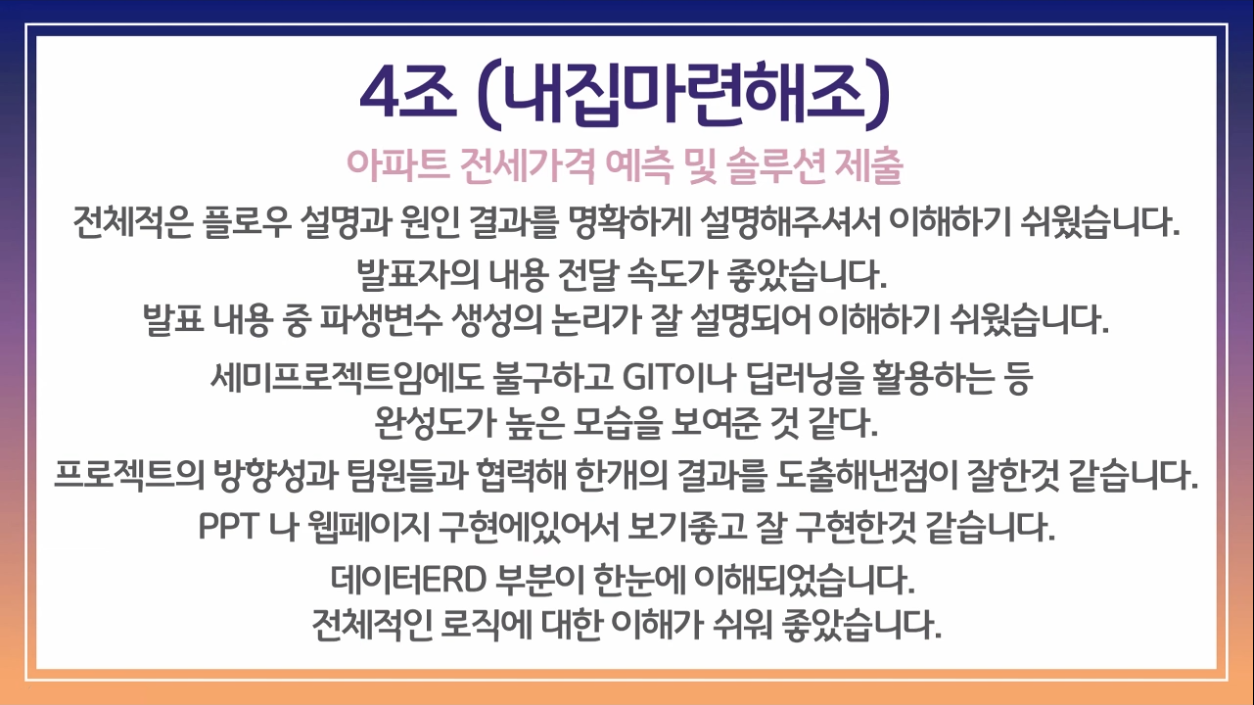 4조 (내집마련해조)
아파트 전세가격 예측 및 솔루션 제출
전체적은 플로우 설명과 원인 결과를 명확하게 설명해주셔서 이해하기 쉬웠습니다.
발표자의 내용 전달 속도가 좋았습니다.
발표 내용 중 파생변수 생성의 논리가 잘 설명되어 이해하기 쉬웠습니다.
세미프로젝트임에도 불구하고 GIT이나 딥러닝을 활용하는 등
완성도가 높은 모습을 보여준 것 같다.
프로젝트의 방향성과 팀원들과 협력해 한개의 결과를 도출해낸점이 잘한것 같습니다.
PPT 나 웹페이지 구현에있어서 보기좋고 잘 구현한것 같습니다.
데이터ERD 부분이 한눈에 이해되었습니다.
전체적인 로직에 대한 이해가 쉬워 좋았습니다.